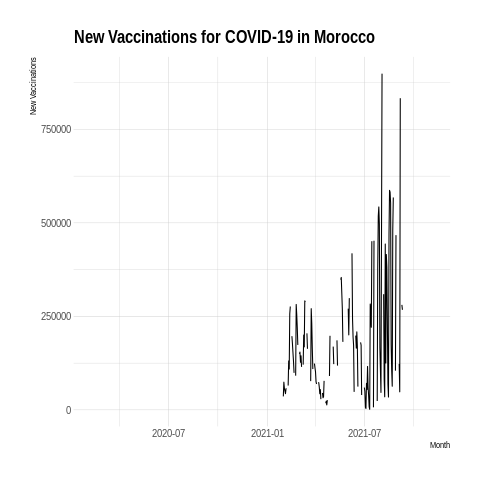 New Vaccinations for COVID-19 in Morocco
New Vaccinations
750000
500000
250000
0
2020-07
2021-01
2021-07
Month